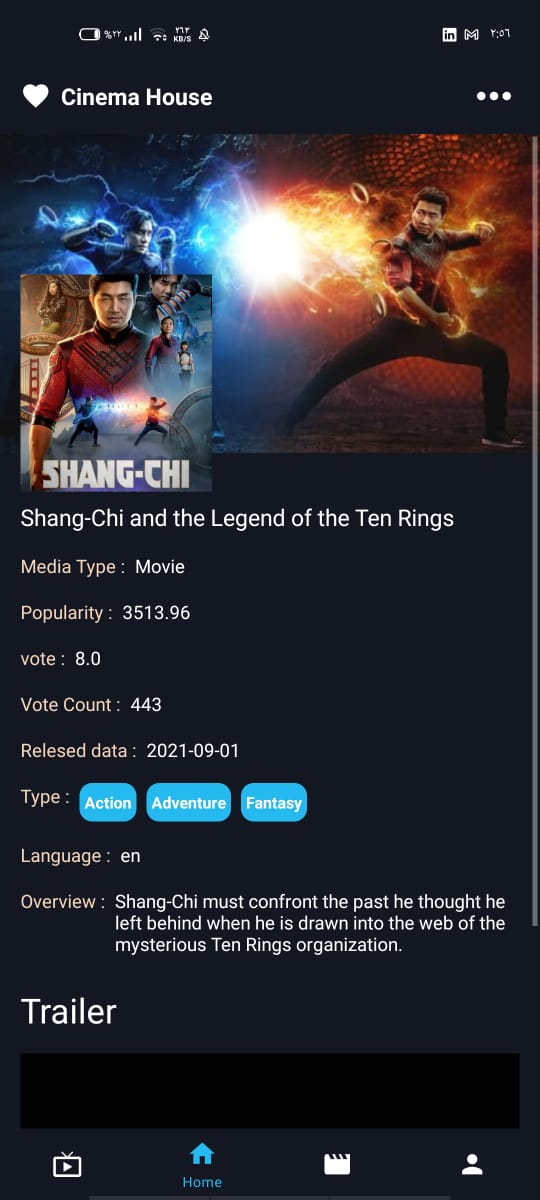 %٢٢ ٢٦٣ KB/S ٢:٥٦
Cinema House
SHANG-CHI
Shang-Chi and the Legend of the Ten Rings
Media Type : Movie
Popularity : 3513.96
vote : 8.0
Vote Count : 443
Relesed data : 2021-09-01
Type : Action Adventure Fantasy
Language : en
Overview : Shang-Chi must confront the past he thought he
left behind when he is drawn into the web of the
mysterious Ten Rings organization.
Trailer
Home